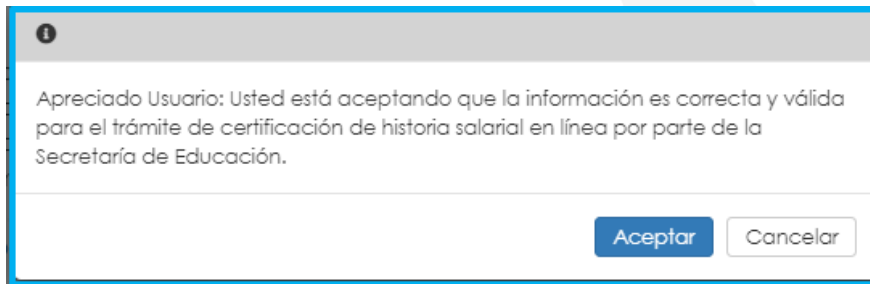 Apreciado Usuario: Usted está aceptando que la información es correcta y válida
para el trámite de certificación de historia salarial en línea por parte de la
Secretaría de Educación.
Aceptar
Cancelar